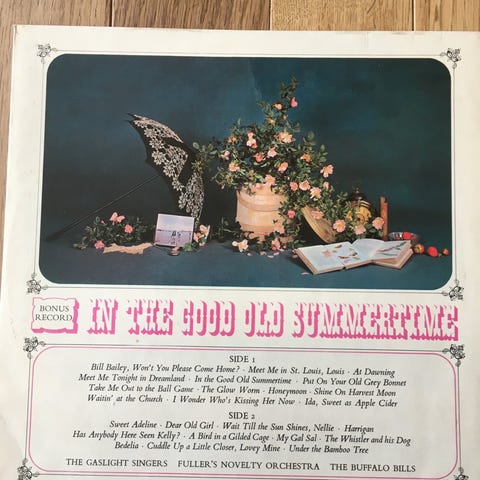 BONUS
RECORD
IN THE GOOD OLD SUMMERTIME
SIDE 1
Bill Bailey, Won't You Please Come Home? · Meet Me in St. Louis, Louis · At Dawning
Meet Me Tonight in Dreamland · In the Good Old Summertime · Put On Your Old Grey Bonnet
Take Me Out to the Ball Game · The Glow Worm · Honeymoon · Shine On Harvest Moon
Waitin' at the Church · I Wonder Who's Kissing Her Now · Ida, Sweet as Apple Cider
SIDE 2
Sweet Adeline · Dear Old Girl · Wait Till the Sun Shines, Nellie · Harrigan
Has Anybody Here Seen Kelly? · A Bird in a Gilded Cage · My Gal Sal · The Whistler and his Dog
Bedelia · Cuddle Up a Little Closer, Lovey Mine · Under the Bamboo Tree
THE GASLIGHT SINGERS FULLER'S NOVELTY ORCHESTRA THE BUFFALO BILLS